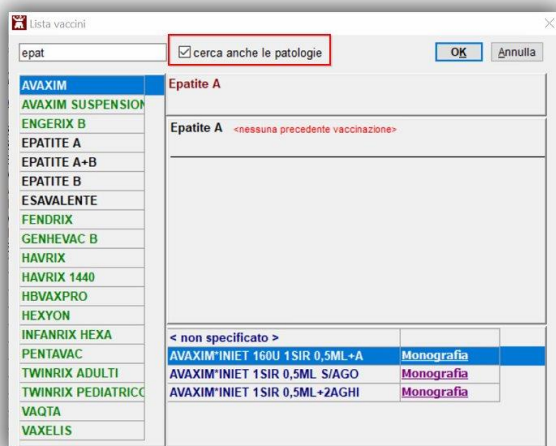 Lista vaccini
epat
cerca anche le patologie
OK
Annulla
AVAXIM
AVAXIM SUSPENSION
ENGERIX B
EPATITE A
EPATITE A+B
EPATITE B
ESAVALENTE
FENDRIX
GENHEVAC B
HAVRIX
HAVRIX 1440
HBVAXPRO
HEXYON
INFANRIX HEXA
PENTAVAC
TWINRIX ADULTI
TWINRIX PEDIATRICO
VAQTA
VAXELIS
Epatite A
Epatite A <nessuna precedente vaccinazione>
< non specificato >
AVAXIM*INIET 160U 1SIR 0,5ML+A Monografia
AVAXIM*INIET 1SIR 0,5ML S/AGO Monografia
AVAXIM*INIET 1SIR 0,5ML+2AGHI Monografia